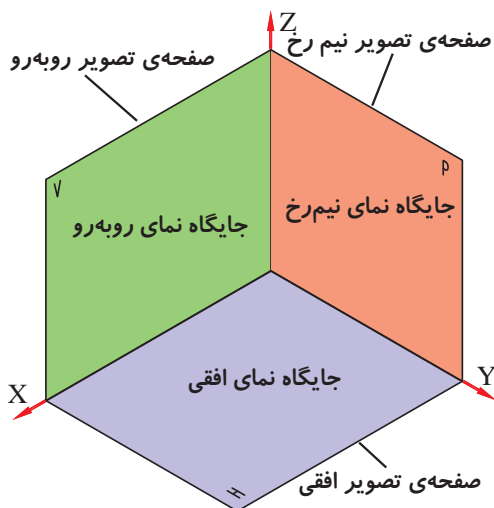 Z
صفحه‌ی تصویر نیم رخ
صفحه‌ی تصویر روبه‌رو
V
P
جایگاه نمای نیم‌رخ
جایگاه نمای روبه‌رو
جایگاه نمای افقی
X
Y
صفحه‌ی تصویر افقی
H